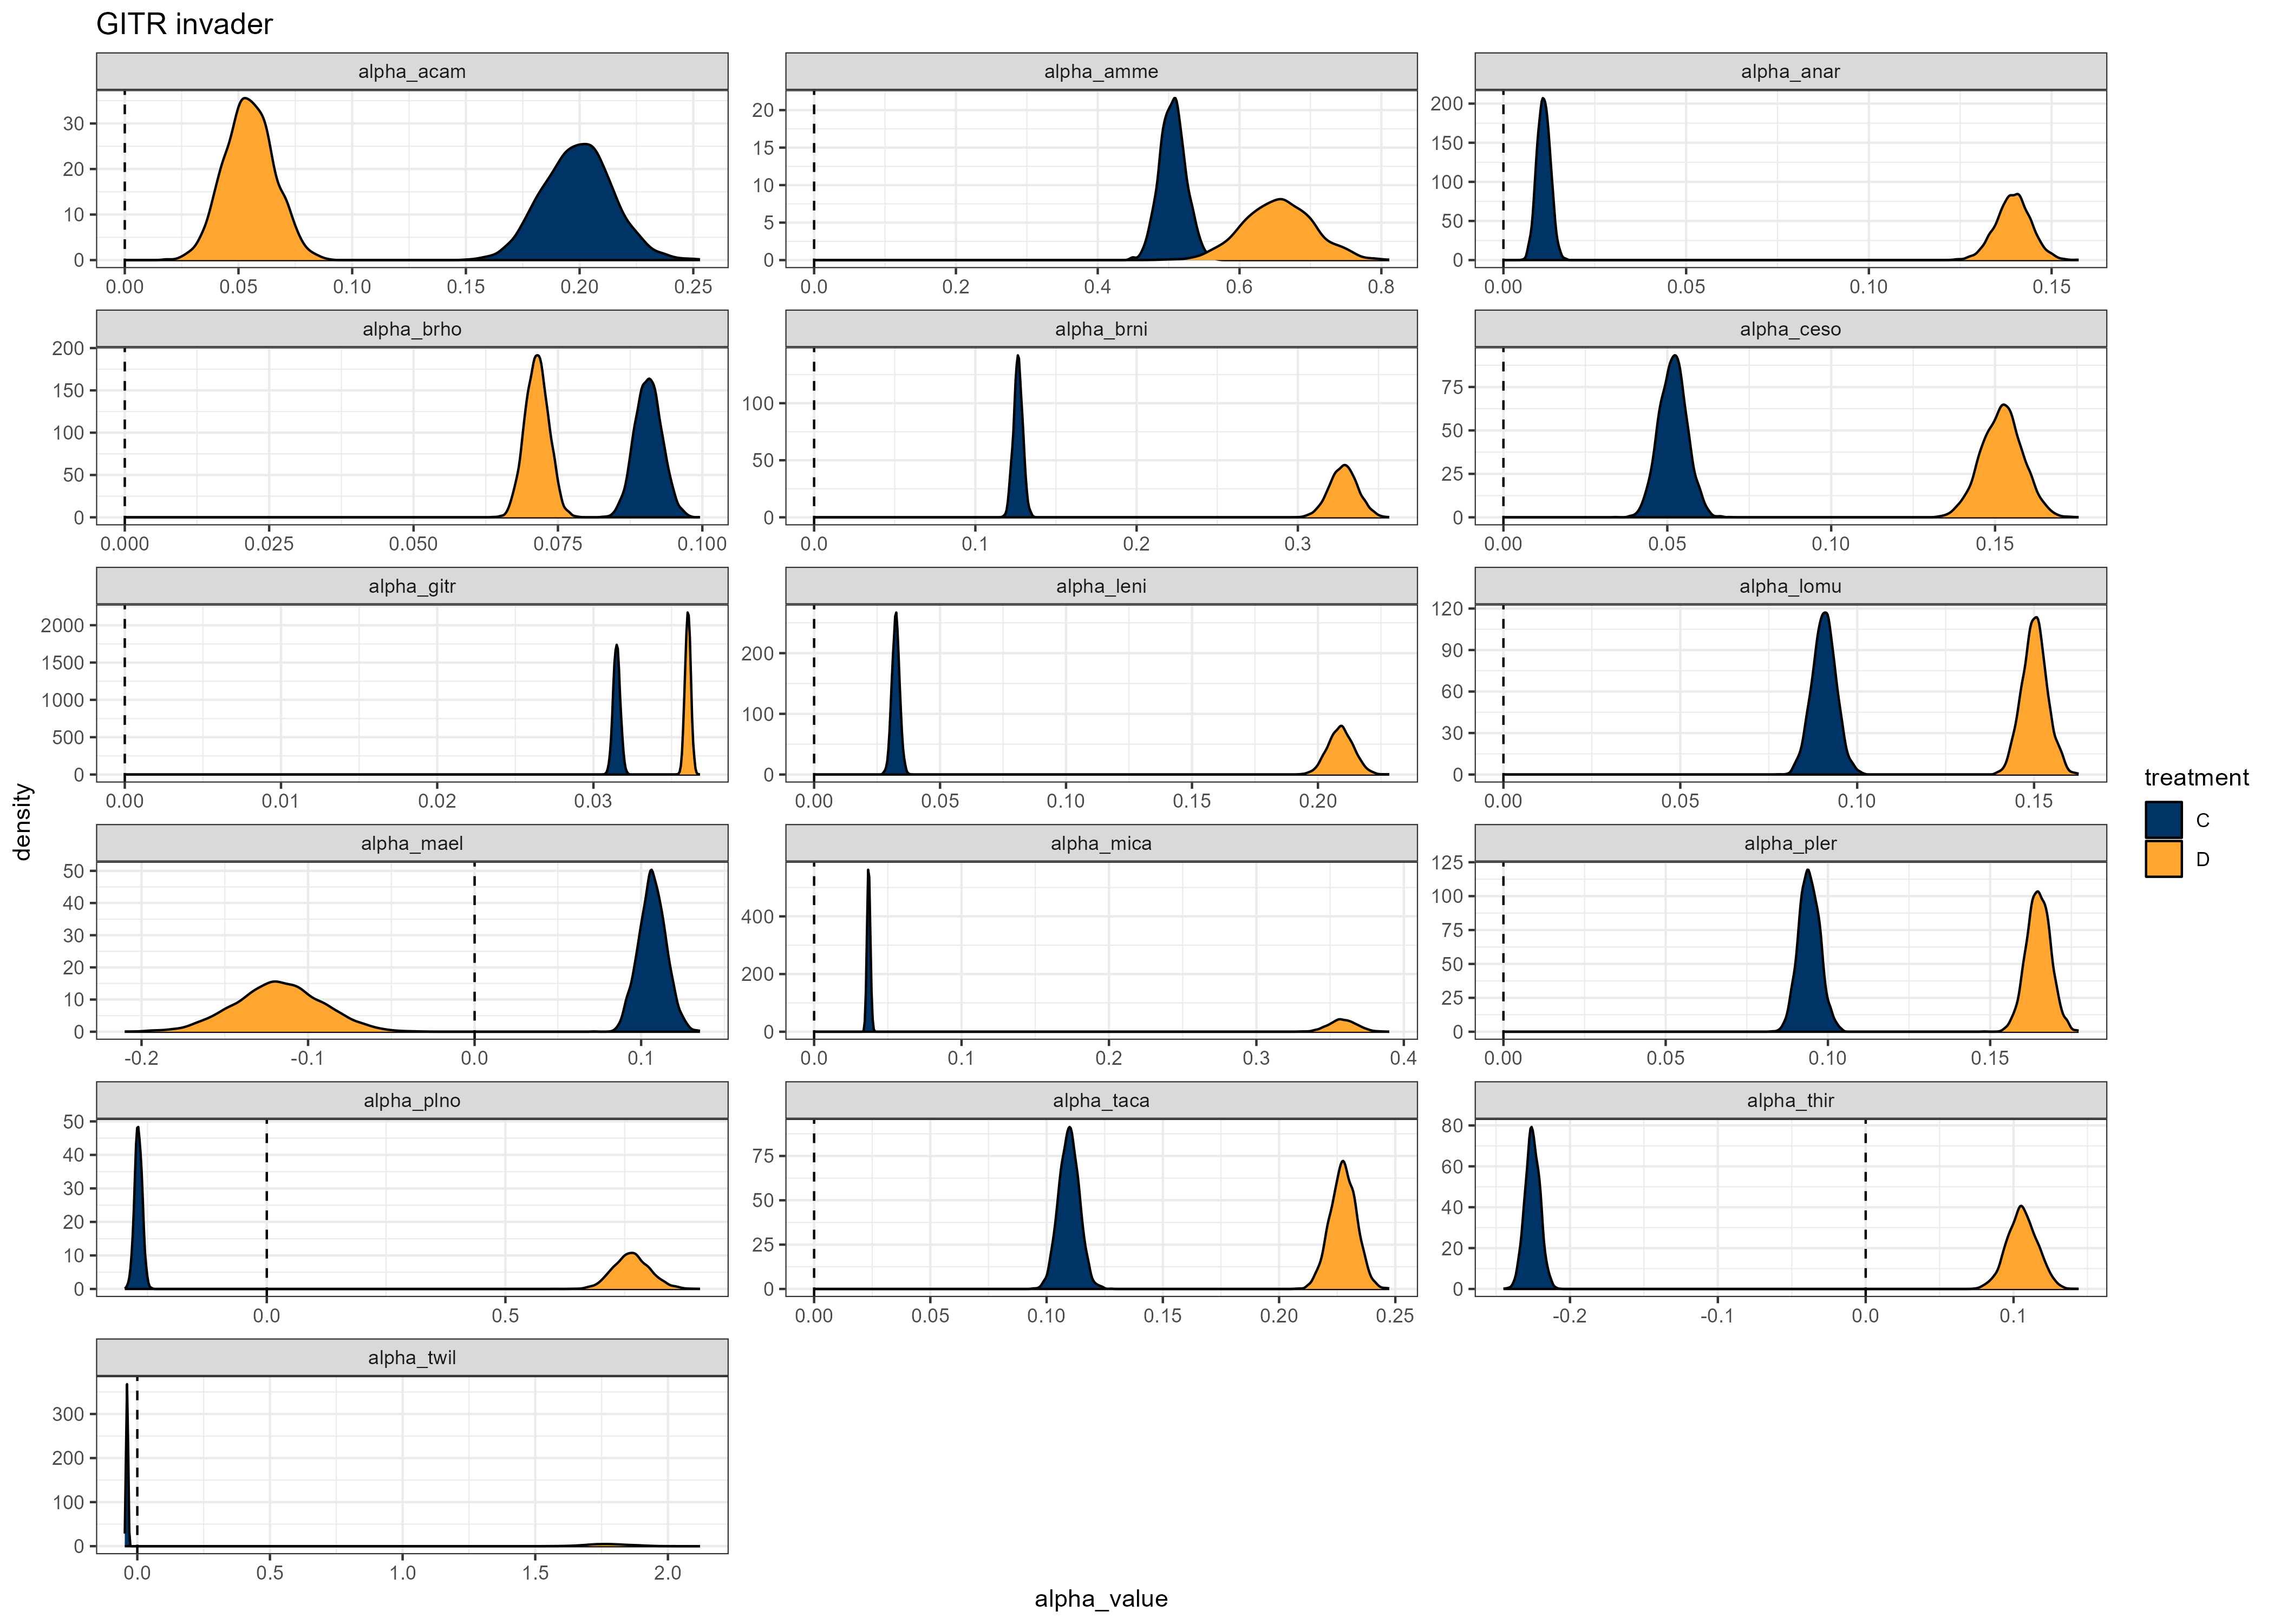 GITR invader
alpha_acam
alpha_amme
alpha_anar
30
20
10
0
0.00 0.05 0.10 0.15 0.20 0.25
20
15
10
5
0
0.0 0.2 0.4 0.6 0.8
200
150
100
50
0
0.00 0.05 0.10 0.15
alpha_brho
alpha_brni
alpha_ceso
200
150
100
50
0
0.000 0.025 0.050 0.075 0.100
100
50
0
0.0 0.1 0.2 0.3
75
50
25
0
0.00 0.05 0.10 0.15
alpha_gitr
alpha_leni
alpha_lomu
2000
1500
1000
500
0
0.00 0.01 0.02 0.03
200
100
0
0.00 0.05 0.10 0.15 0.20
120
90
60
30
0
0.00 0.05 0.10 0.15
alpha_mael
alpha_mica
alpha_pler
50
40
30
20
10
0
-0.2 -0.1 0.0 0.1
400
200
0
0.0 0.1 0.2 0.3 0.4
125
100
75
50
25
0
0.00 0.05 0.10 0.15
alpha_plno
alpha_taca
alpha_thir
50
40
30
20
10
0
0.0 0.5
75
50
25
0
0.00 0.05 0.10 0.15 0.20 0.25
80
60
40
20
0
-0.2 -0.1 0.0 0.1
alpha_twil
300
200
100
0
0.0 0.5 1.0 1.5 2.0
density
alpha_value
treatment
C
D